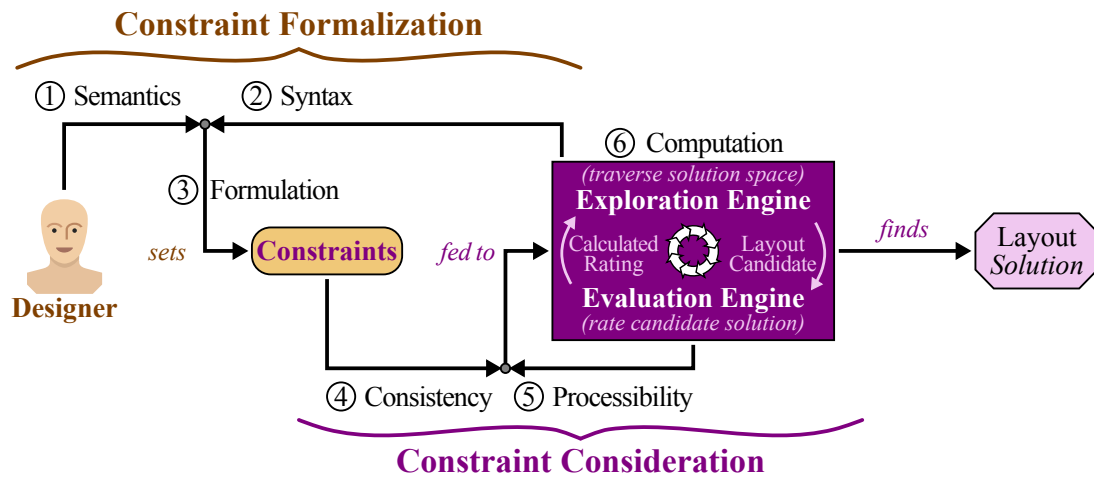 Constraint Formalization
① Semantics
② Syntax
③ Formulation
⑥ Computation
(traverse solution space)
Exploration Engine
Calculated
Rating
Layout
Candidate
Evaluation Engine
(rate candidate solution)
Designer
sets
Constraints
fed to
finds
Layout
Solution
④ Consistency
⑤ Processibility
Constraint Consideration